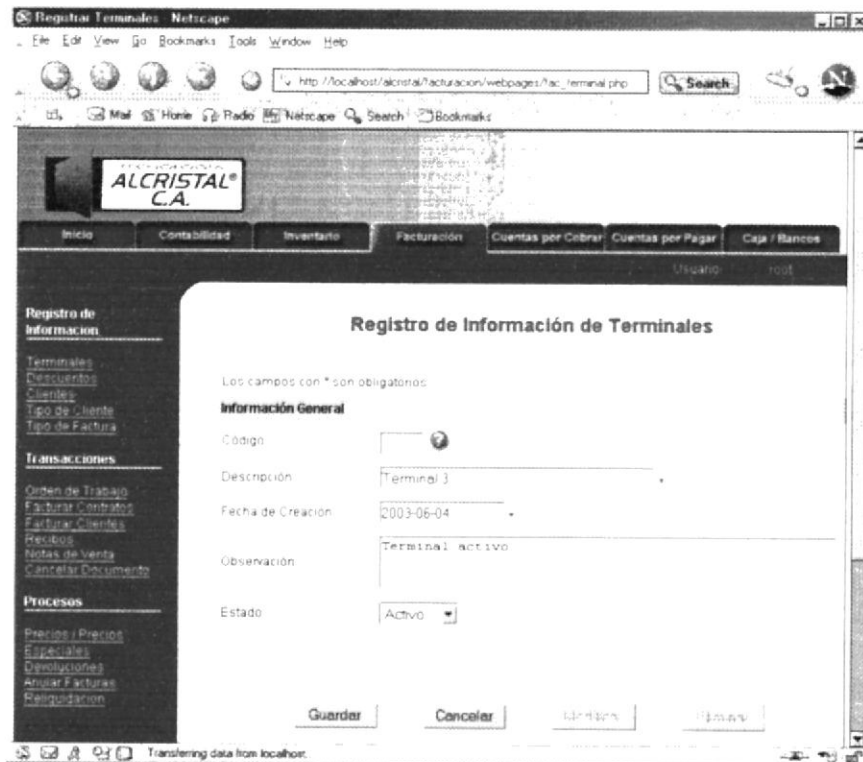 Registrar Terminales - Netscape
File Edit View Go Bookmarks Tools Window Help
http://localhost/alcristal/facturacion/webpages/fac_terminal.php Search
Mail Home Radio Netscape Search Bookmarks
ALCRISTAL®
C.A.
Inicio Contabilidad Inventario Facturación Cuentas por Cobrar Cuentas por Pagar Caja / Bancos
Usuario root
Registro de
Informacion
Registro de Información de Terminales
Terminales
Descuentos
Clientes
Tipo de Cliente
Tipo de Factura
Los campos con * son obligatorios
Información General
Código
Transacciones
Descripción Terminal 3
Orden de Trabajo
Facturar Contratos
Facturar Clientes
Recibos
Notas de Venta
Cancelar Documento
Fecha de Creación 2003-06-04
Observación Terminal activo
Procesos
Estado Activo
Precios / Precios
Especiales
Devoluciones
Anular Facturas
Reliquidacion
Guardar Cancelar Modificar Eliminar
Transferring data from localhost.